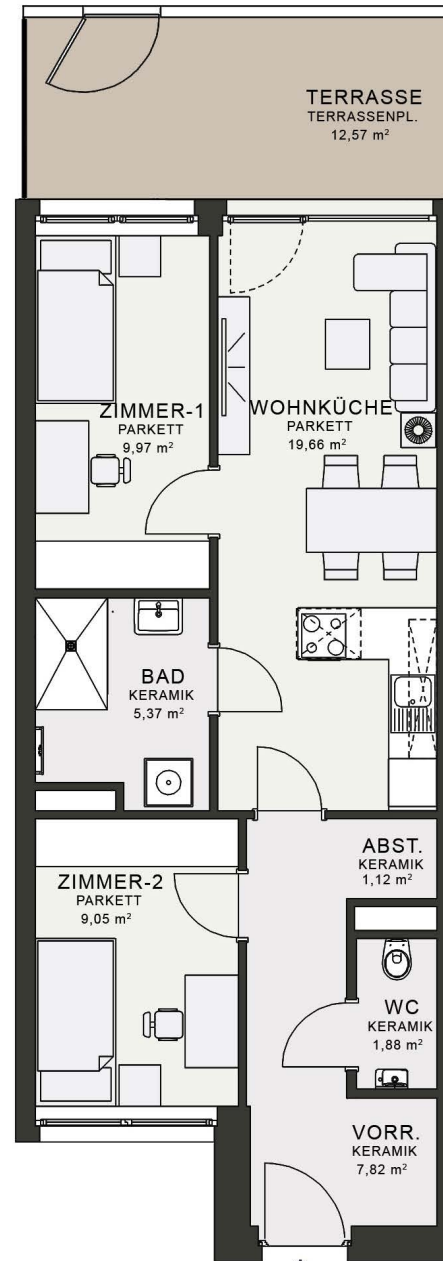 TERRASSE
TERRASSENPL.
12,57 m²
ZIMMER-1
PARKETT
9,97 m²
WOHNKÜCHE
PARKETT
19,66 m²
BAD
KERAMIK
5,37 m²
ZIMMER-2
PARKETT
9,05 m²
ABST.
KERAMIK
1,12 m²
WC
KERAMIK
1,88 m²
VORR.
KERAMIK
7,82 m²